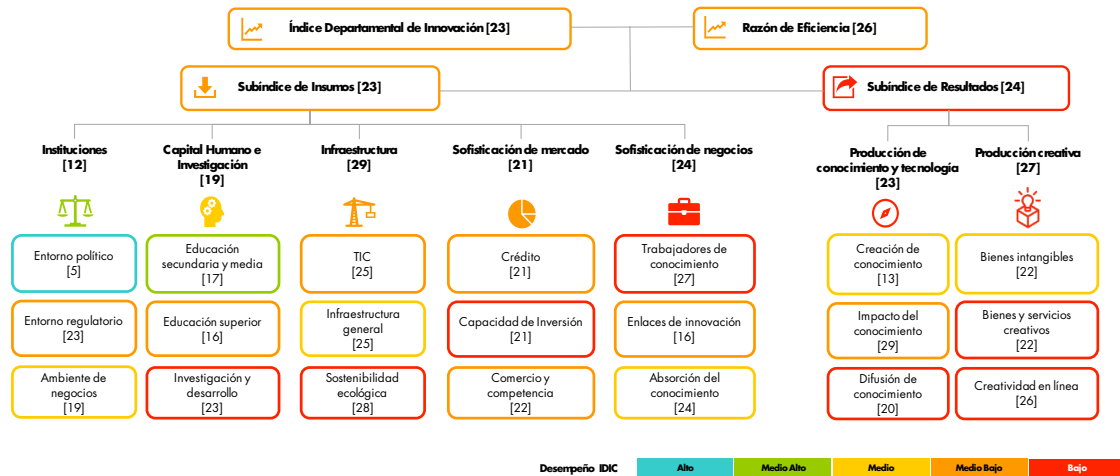 Índice Departamental de Innovación [23]
Razón de Eficiencia [26]
Subíndice de Insumos [23]
Subíndice de Resultados [24]
Instituciones
[12]
Capital Humano e
Investigación
[19]
Infraestructura
[29]
Sofisticación de mercado
[21]
Sofisticación de negocios
[24]
Producción de
conocimiento y tecnología
[23]
Producción creativa
[27]
Entorno político
[5]
Educación
secundaria y media
[17]
TIC
[25]
Crédito
[21]
Trabajadores de
conocimiento
[27]
Creación de
conocimiento
[13]
Bienes intangibles
[22]
Entorno regulatorio
[23]
Educación superior
[16]
Infraestructura
general
[25]
Capacidad de Inversión
[21]
Enlaces de innovación
[16]
Impacto del
conocimiento
[29]
Bienes y servicios
creativos
[22]
Ambiente de
negocios
[19]
Investigación y
desarrollo
[23]
Sostenibilidad
ecológica
[28]
Comercio y
competencia
[22]
Absorción del
conocimiento
[24]
Difusión de
conocimiento
[20]
Creatividad en línea
[26]
Desempeño IDIC
Alto
Medio Alto
Medio
Medio Bajo
Bajo